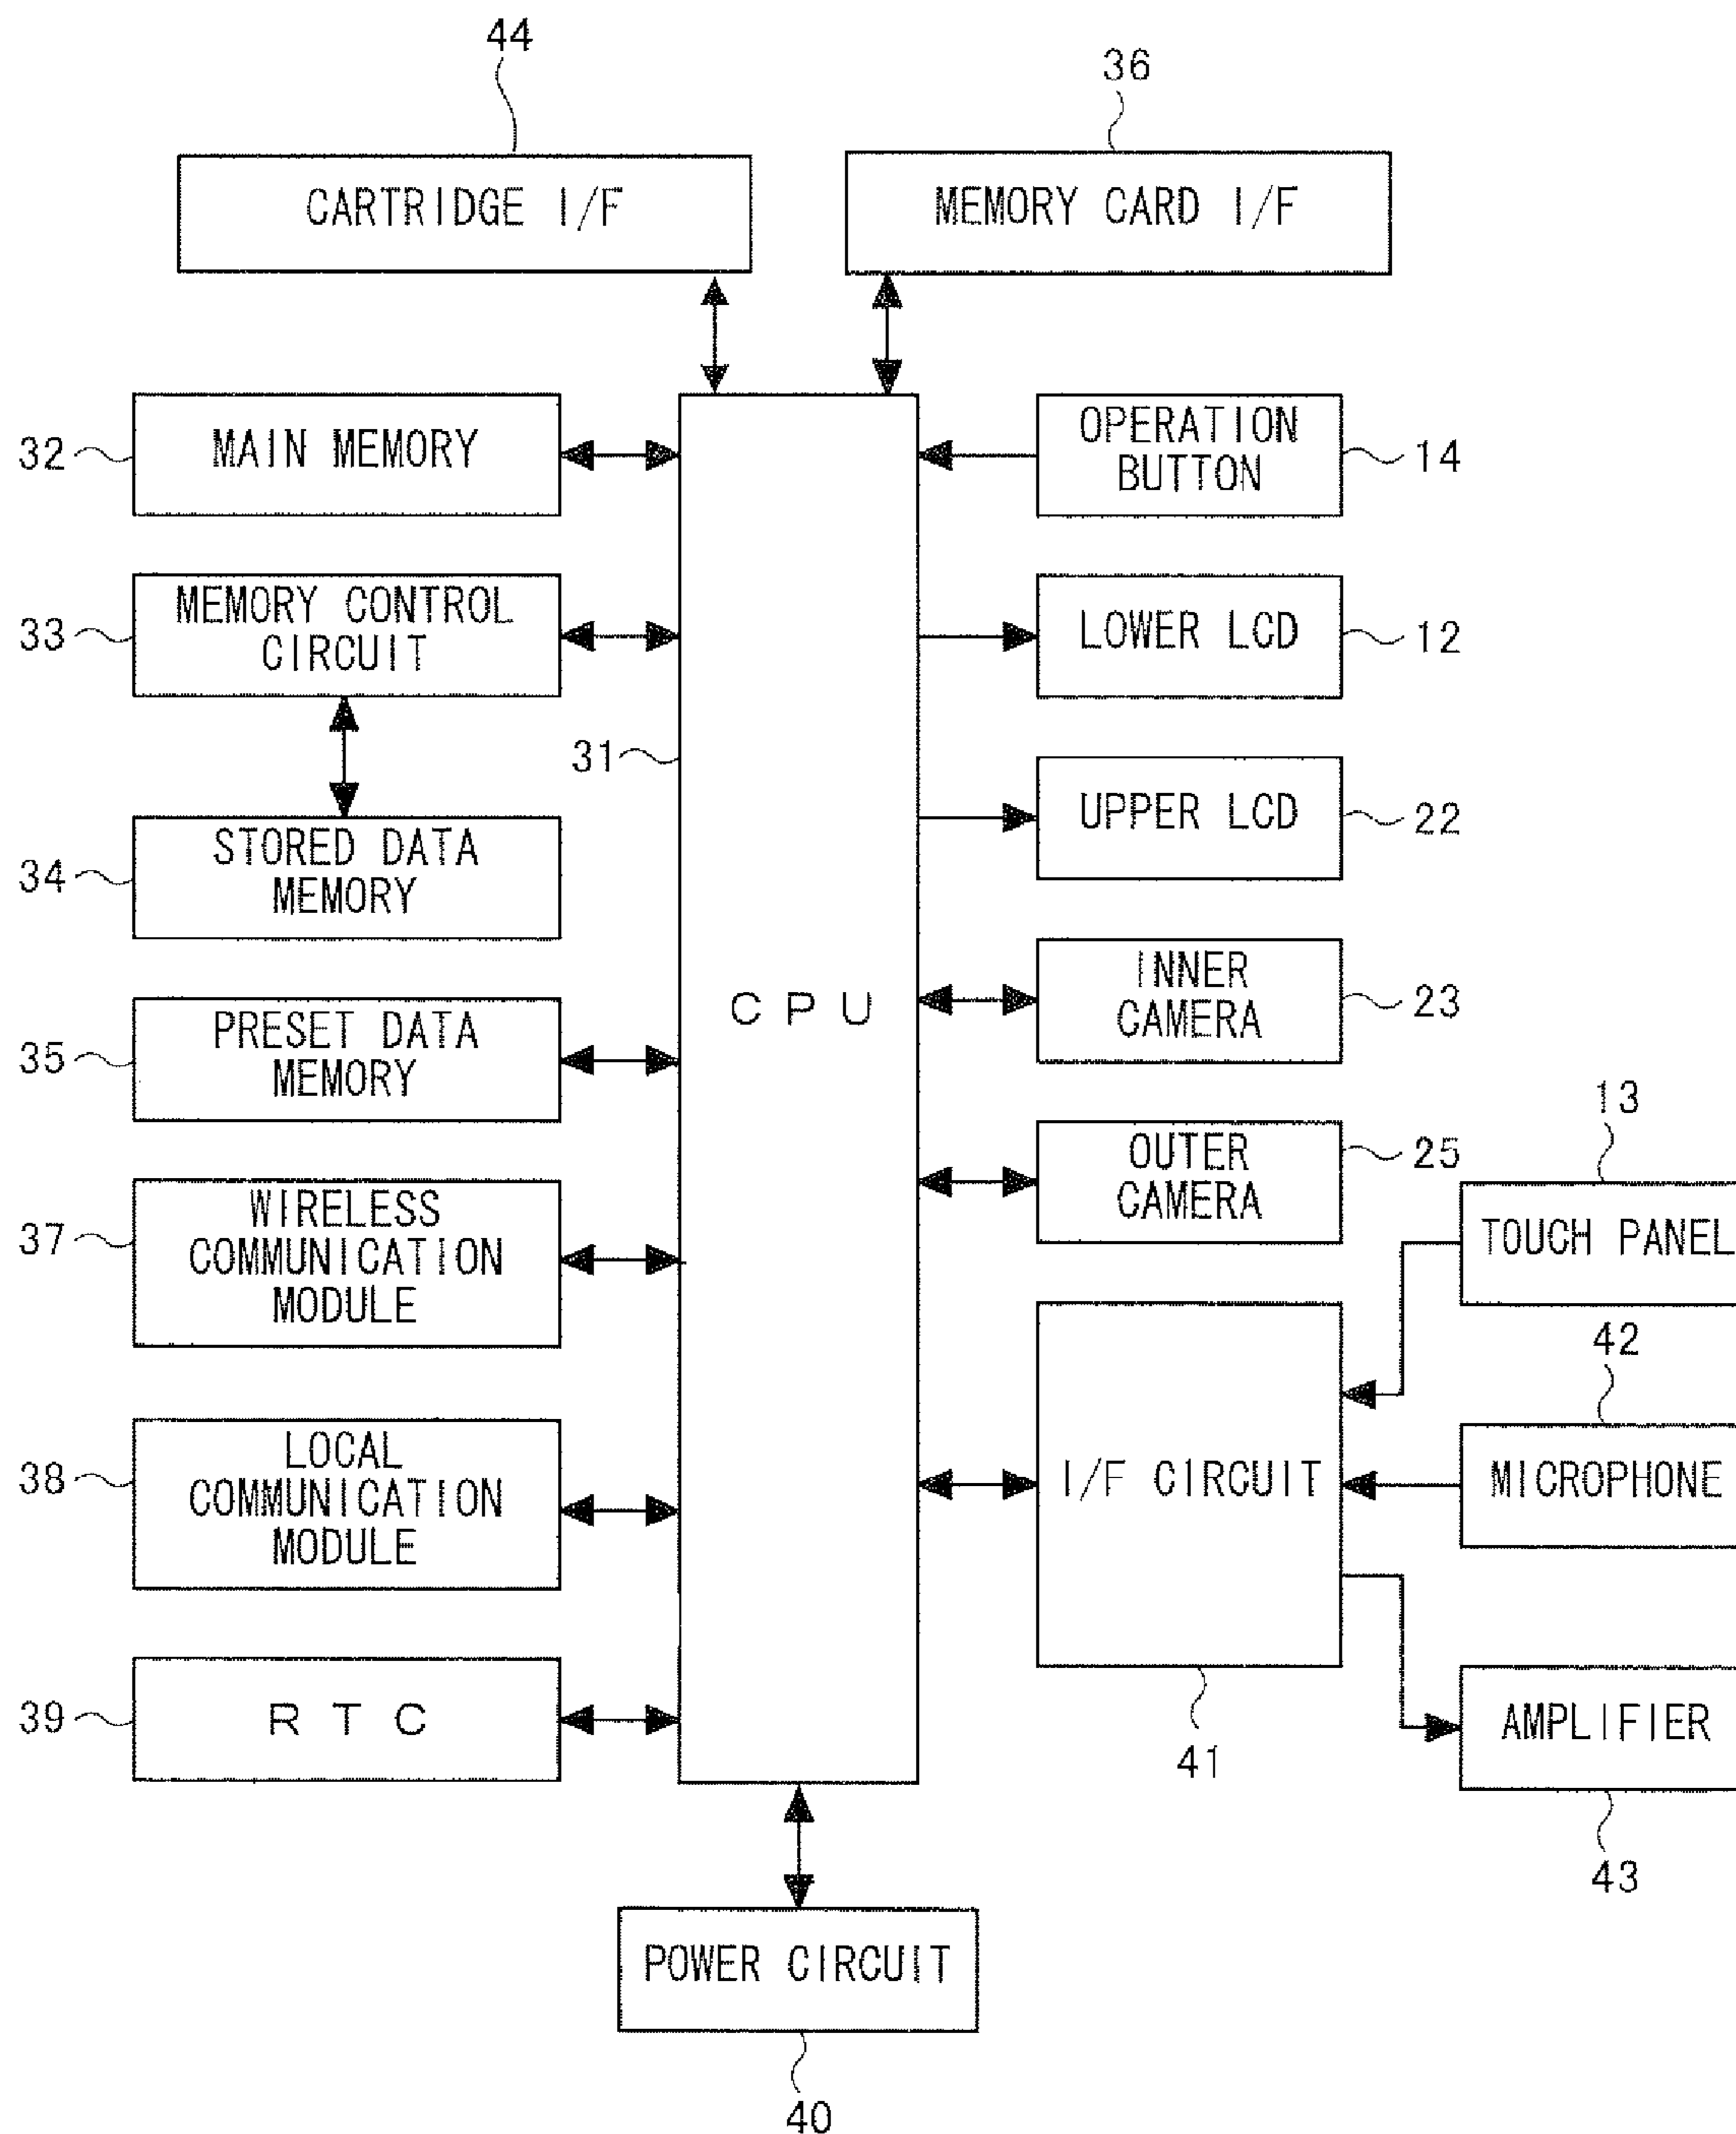 44
36
CARTRIDGE I/F
MEMORY CARD I/F
32
MAIN MEMORY
OPERATION
BUTTON
14
33
MEMORY CONTROL
CIRCUIT
LOWER LCD
12
31
34
STORED DATA
MEMORY
UPPER LCD
22
CPU
INNER
CAMERA
23
35
PRESET DATA
MEMORY
13
OUTER
CAMERA
25
37
WIRELESS
COMMUNICATION
MODULE
TOUCH PANEL
42
38
LOCAL
COMMUNICATION
MODULE
I/F CIRCUIT
MICROPHONE
39
RTC
41
AMPLIFIER
43
POWER CIRCUIT
40